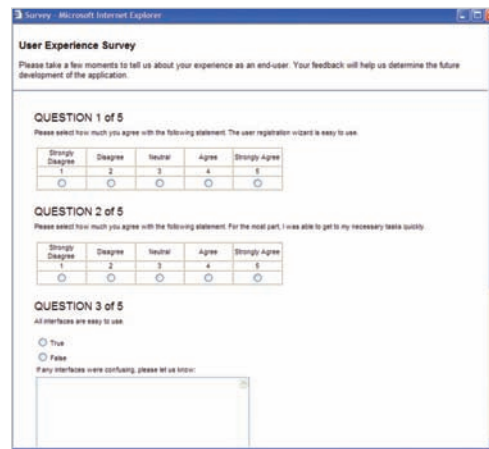 Survey - Microsoft Internet Explorer
User Experience Survey
Please take a few moments to tell us about your experience as an end-user. Your feedback will help us determine the future
development of the application.
QUESTION 1 of 5
Please select how much you agree with the following statement. The user registration wizard is easy to use.
Strongly Disagree Disagree Neutral Agree Strongly Agree
1 2 3 4 5
QUESTION 2 of 5
Please select how much you agree with the following statement. For the most part, I was able to get to my necessary tasks quickly.
Strongly Disagree Disagree Neutral Agree Strongly Agree
1 2 3 4 5
QUESTION 3 of 5
All interfaces are easy to use.
True
False
If any interfaces were confusing, please let us know: